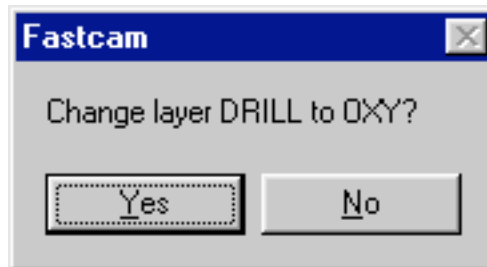 Fastcam
Change layer DRILL to OXY?
Yes
No